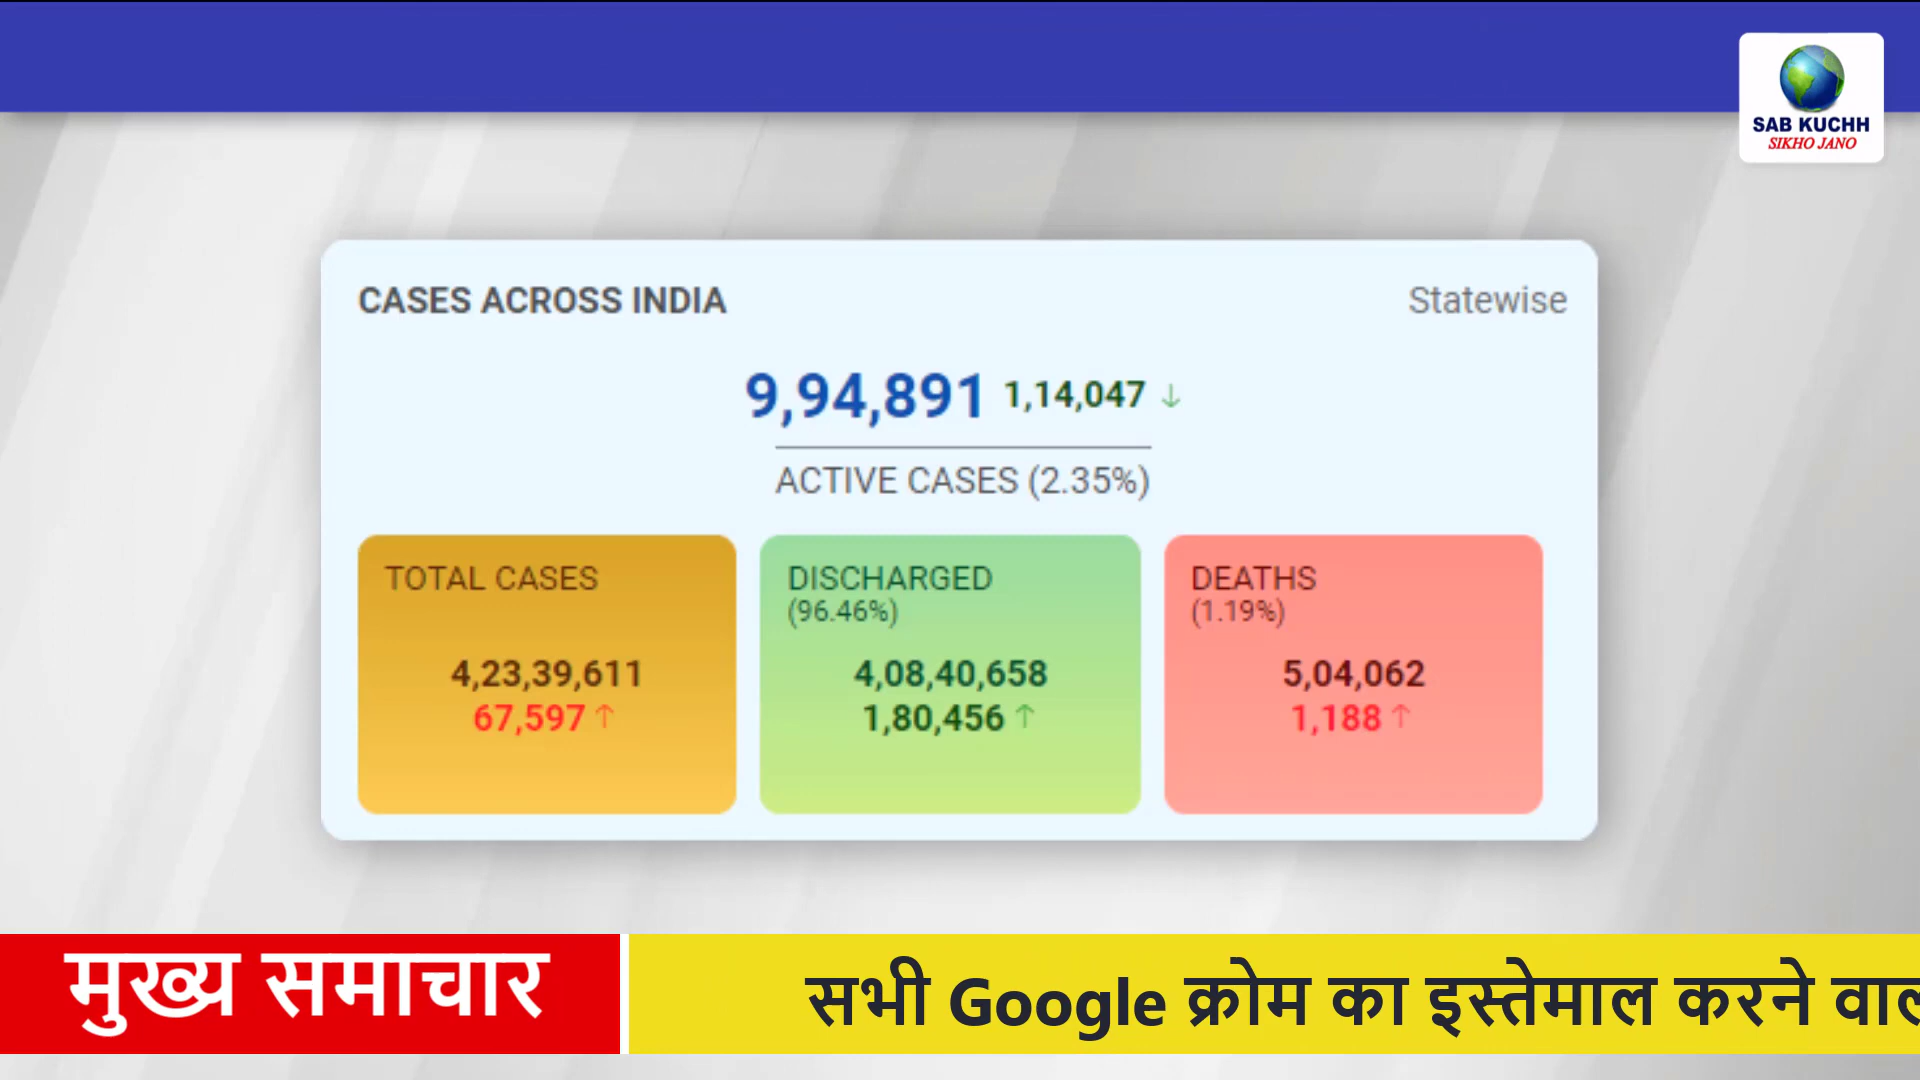 SAB KUCHH
SIKHO JANO
CASES ACROSS INDIA
Statewise
9,94,891 1,14,047 ↓
ACTIVE CASES (2.35%)
TOTAL CASES
4,23,39,611
67,597 ↑
DISCHARGED
(96.46%)
4,08,40,658
1,80,456 ↑
DEATHS
(1.19%)
5,04,062
1,188 ↑
मुख्य समाचार
सभी Google क्रोम का इस्तेमाल करने